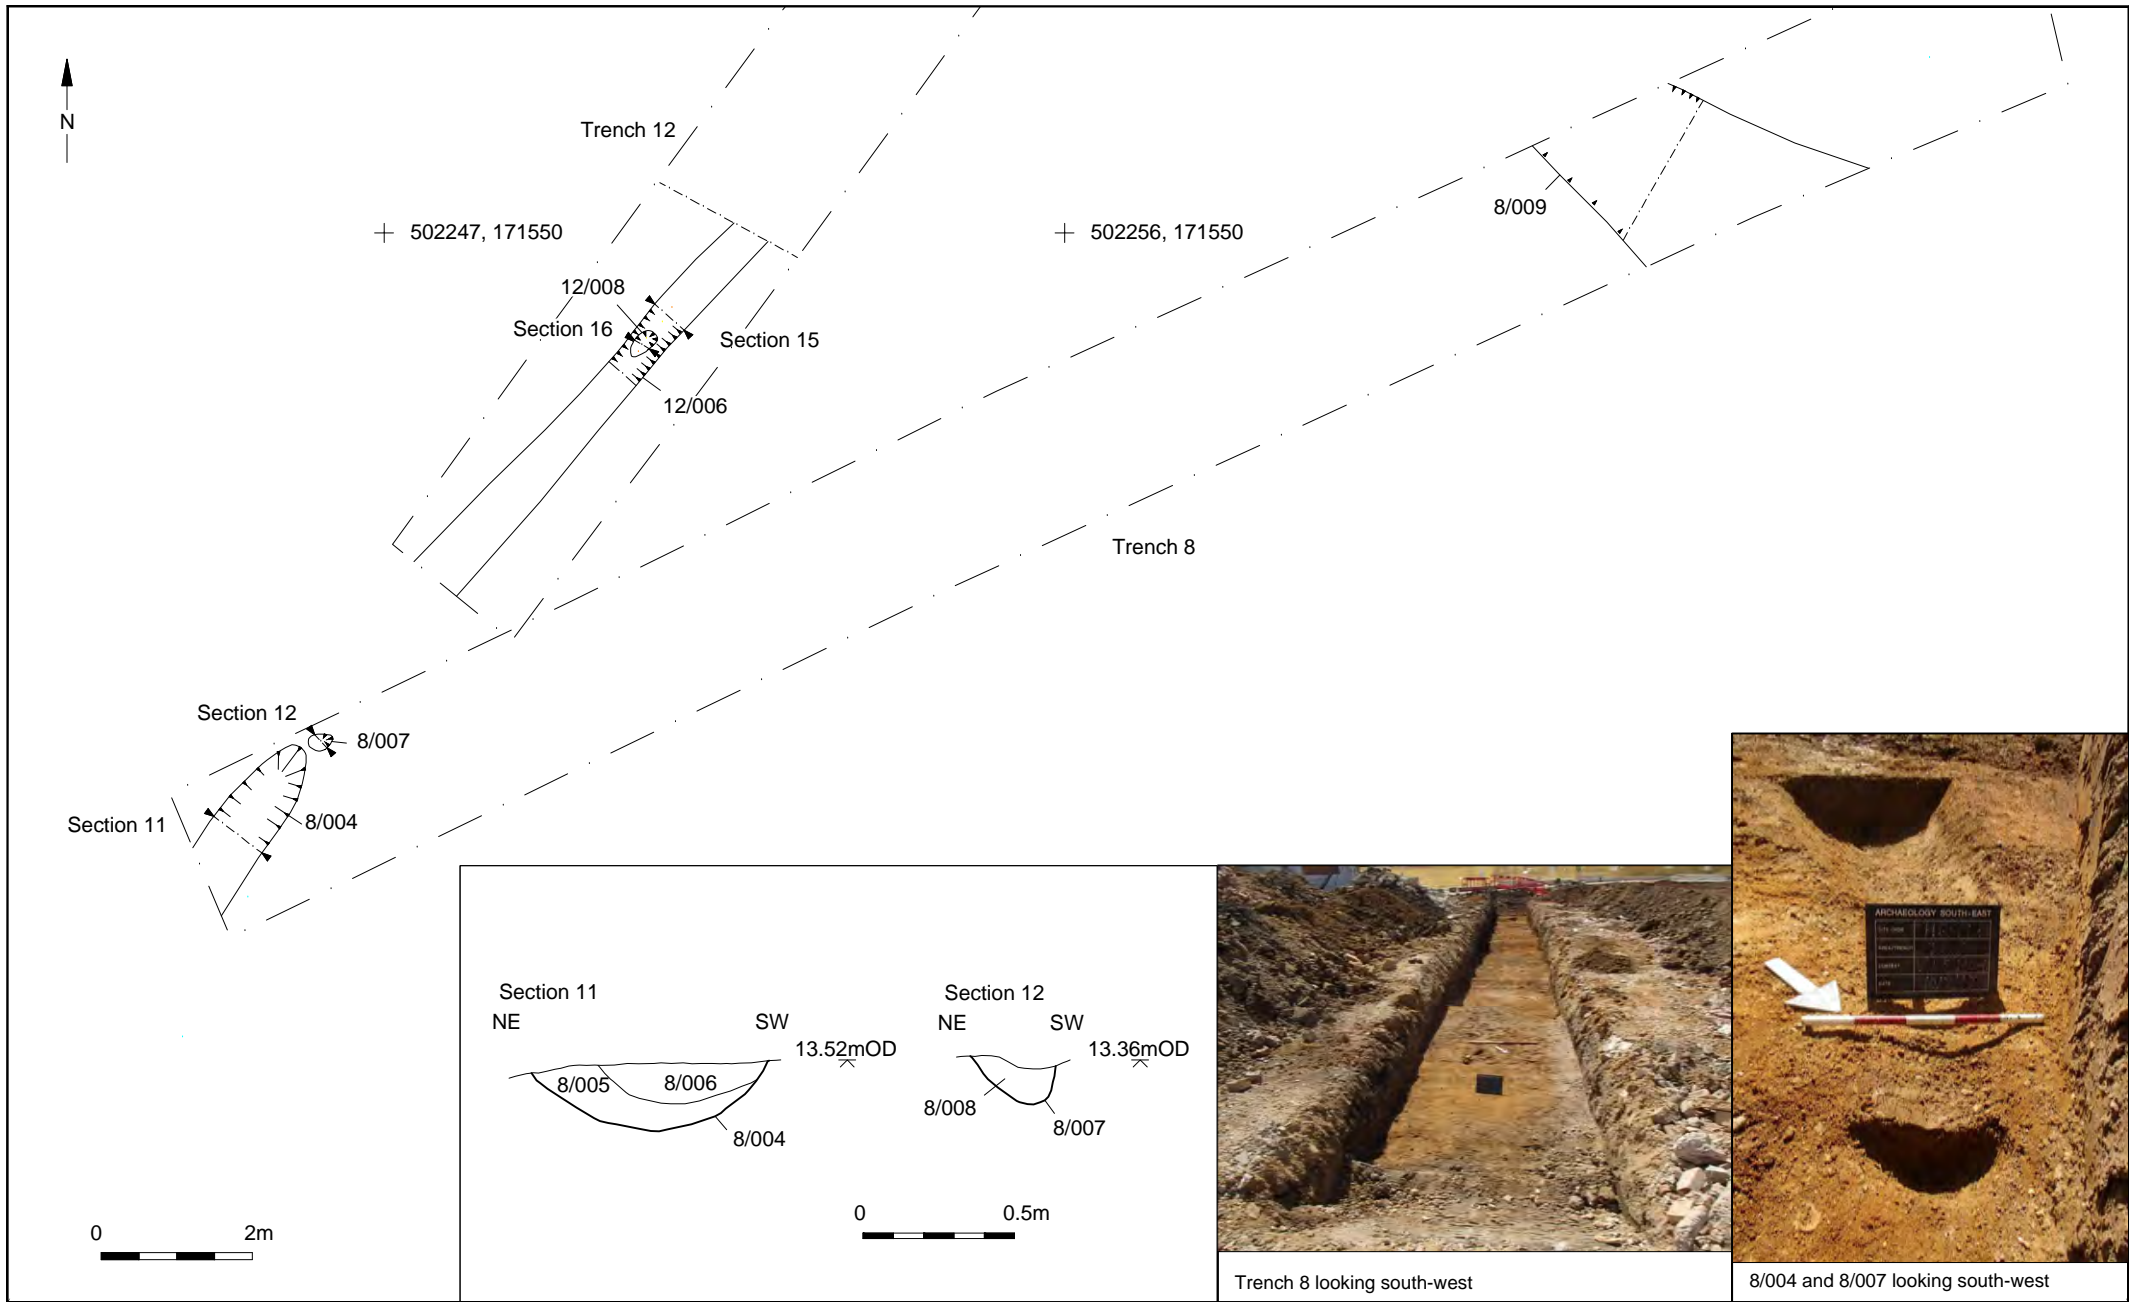 N
Trench 12
502247, 171550
502256, 171550
8/009
12/008
Section 16
Section 15
12/006
Trench 8
Section 12
8/007
Section 11
8/004
Section 11
NE
SW
13.52mOD
8/005
8/006
8/004
Section 12
NE
SW
13.36mOD
8/008
8/007
0
2m
0
0.5m
ARCHAEOLOGY SOUTH-EAST
Trench 8 looking south-west
8/004 and 8/007 looking south-west